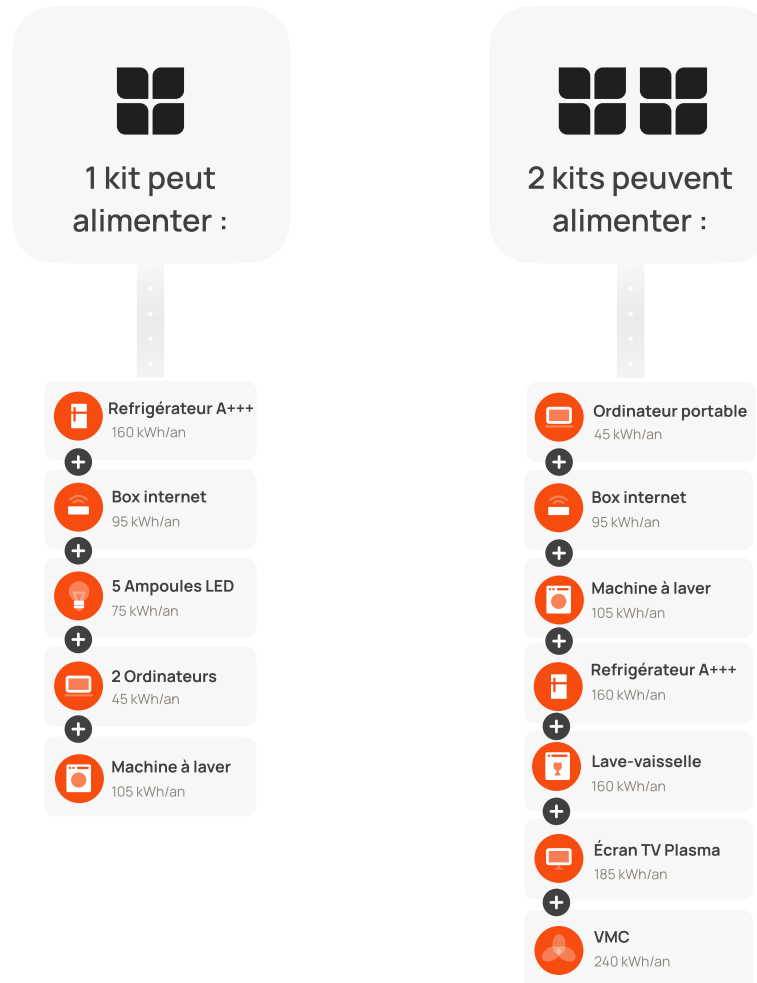 1 kit peut
alimenter :
Refrigérateur A+++
160 kWh/an
Box internet
95 kWh/an
5 Ampoules LED
75 kWh/an
2 Ordinateurs
45 kWh/an
Machine à laver
105 kWh/an
2 kits peuvent
alimenter :
Ordinateur portable
45 kWh/an
Box internet
95 kWh/an
Machine à laver
105 kWh/an
Refrigérateur A+++
160 kWh/an
Lave-vaisselle
160 kWh/an
Écran TV Plasma
185 kWh/an
VMC
240 kWh/an